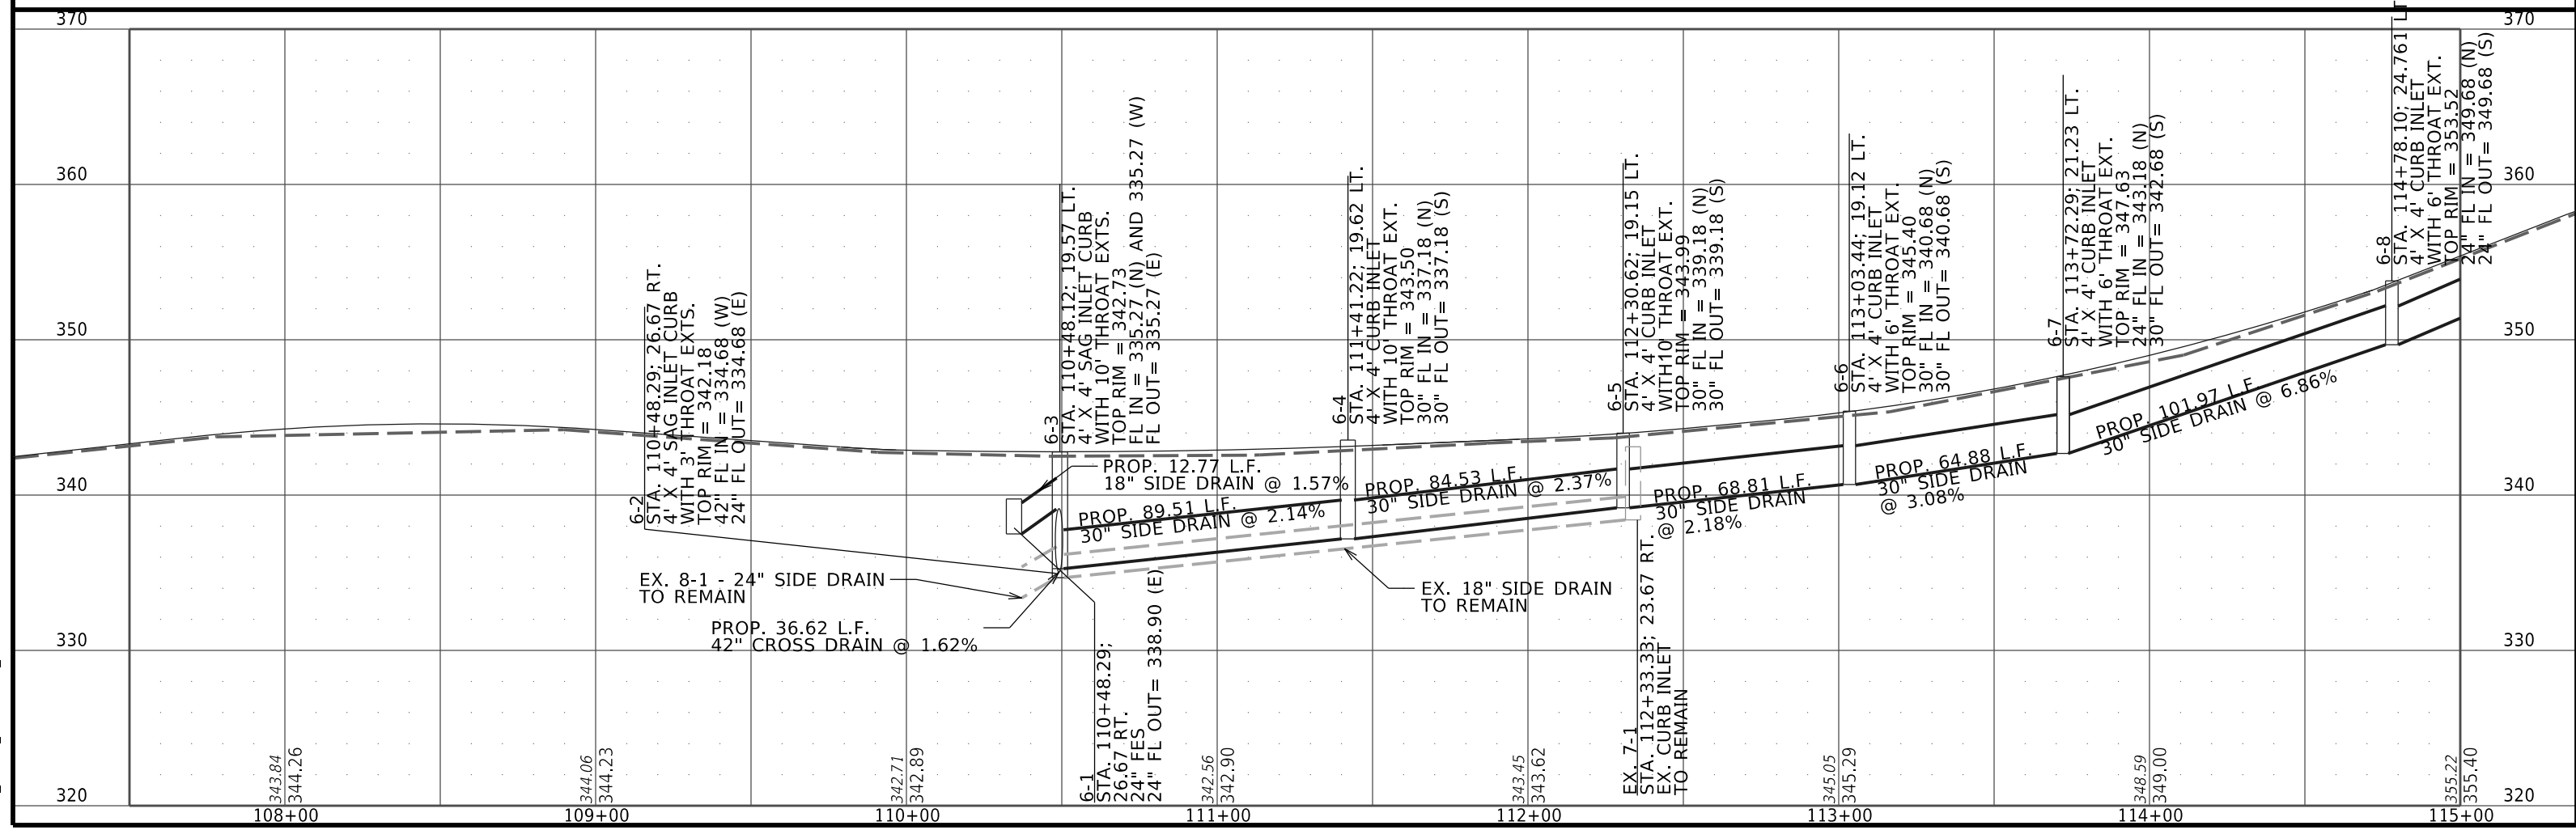 370
370
360
360
350
350
340
340
330
330
320
320
6-2
STA. 110+48.29; 26.67 RT.
4' X 4' SAG INLET CURB
WITH 3' THROAT EXTS.
TOP RIM = 342.18
42" FL IN = 334.68 (W)
24" FL OUT= 334.68 (E)
6-3
STA. 110+48.12; 19.57 LT.
4' X 4' SAG INLET CURB
WITH 10' THROAT EXTS.
TOP RIM = 342.73
FL IN = 335.27 (N) AND 335.27 (W)
FL OUT= 335.27 (E)
6-4
STA. 111+41.22; 19.62 LT.
4' X 4' CURB INLET
WITH 10' THROAT EXT.
TOP RIM = 343.50
30" FL IN = 337.18 (N)
30" FL OUT= 337.18 (S)
6-5
STA. 112+30.62; 19.15 LT.
4' X 4' CURB INLET
WITH10' THROAT EXT.
TOP RIM = 343.99
30" FL IN = 339.18 (N)
30" FL OUT= 339.18 (S)
6-6
STA. 113+03.44; 19.12 LT.
4' X 4' CURB INLET
WITH 6' THROAT EXT.
TOP RIM = 345.40
30" FL IN = 340.68 (N)
30" FL OUT= 340.68 (S)
6-7
STA. 113+72.29; 21.23 LT.
4' X 4' CURB INLET
WITH 6' THROAT EXT.
TOP RIM = 347.63
24" FL IN = 343.18 (N)
30" FL OUT= 342.68 (S)
6-8
STA. 114+78.10; 24.761 LT
4' X 4' CURB INLET
WITH 6' THROAT EXT.
TOP RIM = 353.52
24" FL IN = 349.68 (N)
24" FL OUT= 349.68 (S)
PROP. 12.77 L.F.
18" SIDE DRAIN @ 1.57%
PROP. 89.51 L.F.
30" SIDE DRAIN @ 2.14%
PROP. 84.53 L.F.
30" SIDE DRAIN @ 2.37%
PROP. 68.81 L.F.
30" SIDE DRAIN
@ 2.18%
PROP. 64.88 L.F.
30" SIDE DRAIN
@ 3.08%
PROP. 101.97 L.F.
30" SIDE DRAIN @ 6.86%
EX. 8-1 - 24" SIDE DRAIN
TO REMAIN
PROP. 36.62 L.F.
42" CROSS DRAIN @ 1.62%
EX. 18" SIDE DRAIN
TO REMAIN
6-1
STA. 110+48.29;
26.67 RT.
24" FES
24" FL OUT= 338.90 (E)
EX. 7-1
STA. 112+33.33; 23.67 RT.
EX. CURB INLET
TO REMAIN
343.84
344.26
344.06
344.23
342.71
342.89
342.56
342.90
343.45
343.62
345.05
345.29
348.59
349.00
355.22
355.40
108+00
109+00
110+00
111+00
112+00
113+00
114+00
115+00